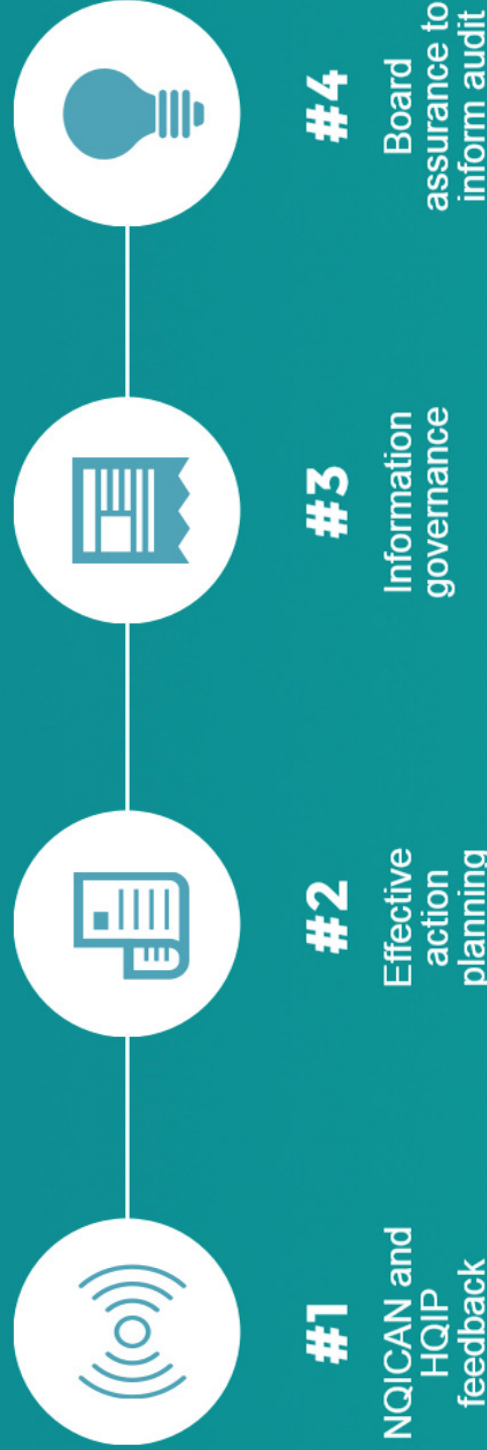 #1
NQICAN and
HQIP
feedback
#2
Effective
action
planning
#3
Information
governance
#4
Board
assurance to
inform audit